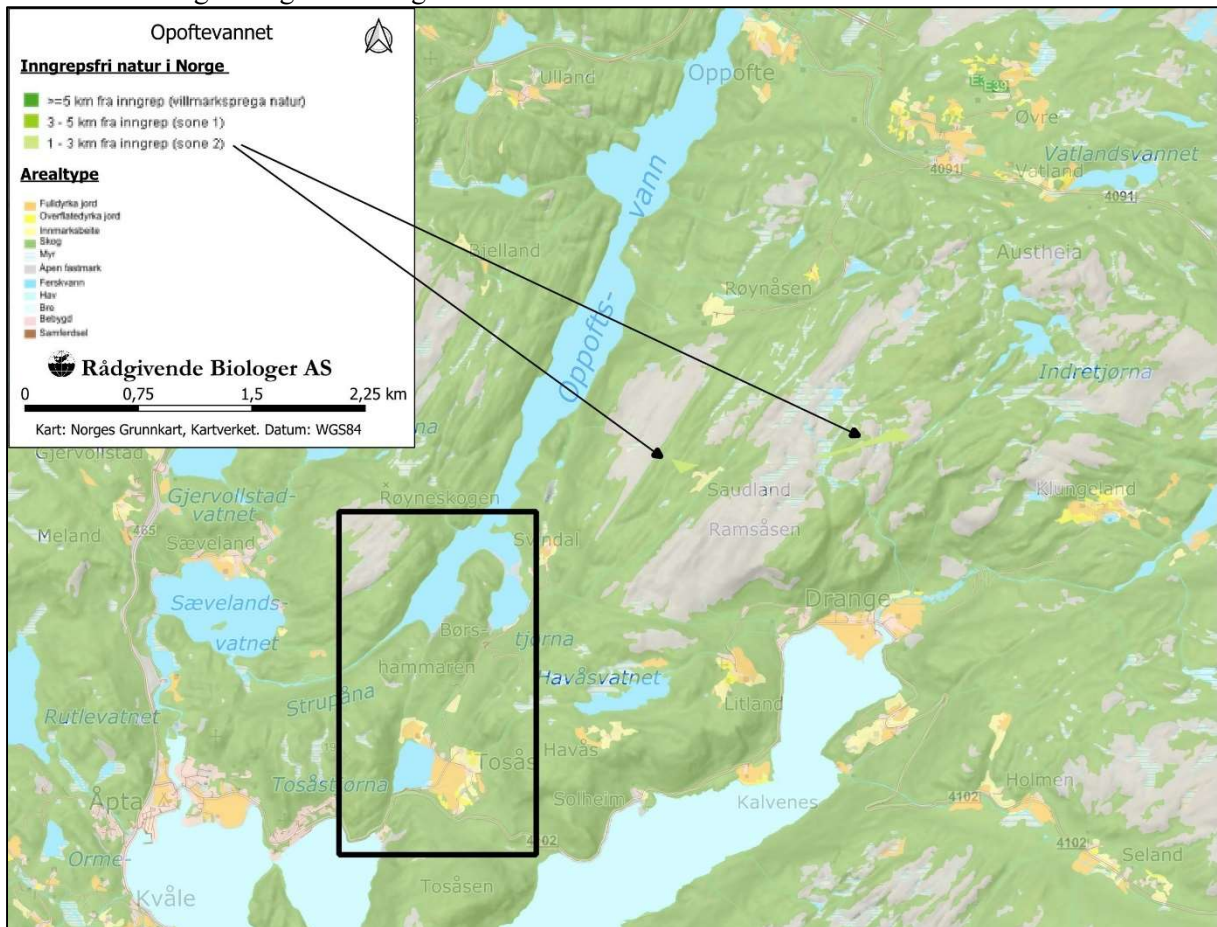 Opoftevannet
Inngrepsfri natur i Norge
>=5 km fra inngrep (villmarksprega natur)
3 - 5 km fra inngrep (sone 1)
1 - 3 km fra inngrep (sone 2)
Arealtype
Fulldyrka jord
Overflatedyrka jord
Innmarksbeite
Skog
Myr
Åpen fastmark
Ferskvann
Hav
Bre
Bebygd
Samferdsel
Rådgivende Biologer AS
0 0,75 1,5 2,25 km
Kart: Norges Grunnkart, Kartverket. Datum: WGS84
Ulland
Oppofte
E39
Øvre
Vatland
Vatlandsvannet
4091
4091
Bjelland
Oppofts-
vann
Røynåsen
Austheia
Indretjørna
Gjervollstad
Gjervollstad-
vatnet
Røyneskogen
Saudland
Ramsåsen
Klungeland
Meland
465
Sæveland
Svindal
Sævelands-
vatnet
Børs-
hammaren
tjørna
Drange
Strupåna
Havåsvatnet
Litland
Rutlevatnet
Tosåstjørna
Tosås
Havås
Solheim
Kalvenes
Holmen
Åpta
4102
4102
4102
Orme-
Kvåle
Tosåsen
Seland